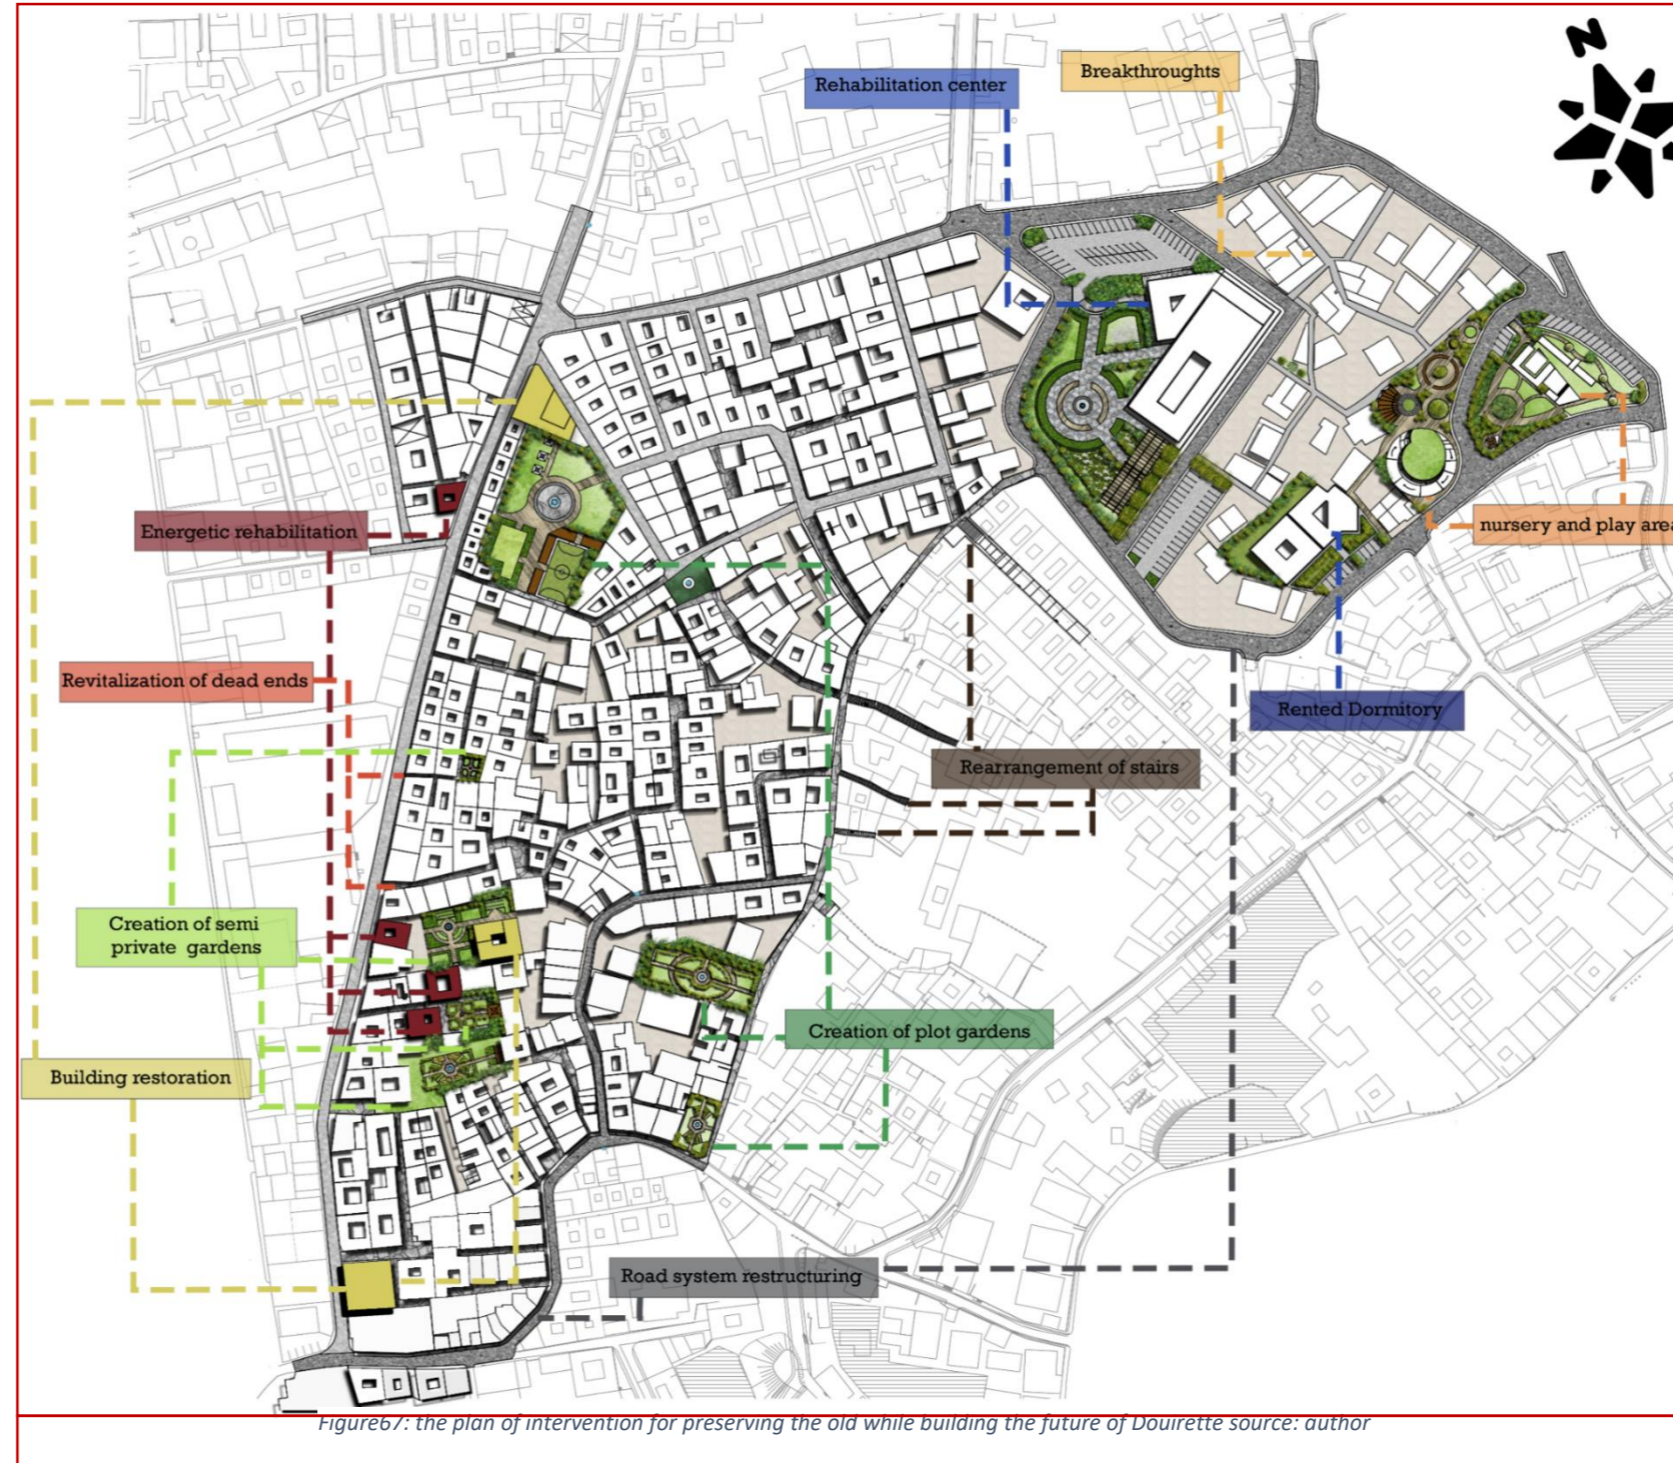 N
Breakthroughts
Rehabilitation center
Energetic rehabilitation
nursery and play area
Revitalization of dead ends
Rented Dormitory
Rearrangement of stairs
Creation of semi
private gardens
Creation of plot gardens
Building restoration
Road system restructuring
Figure67: the plan of intervention for preserving the old while building the future of Douirette source: author